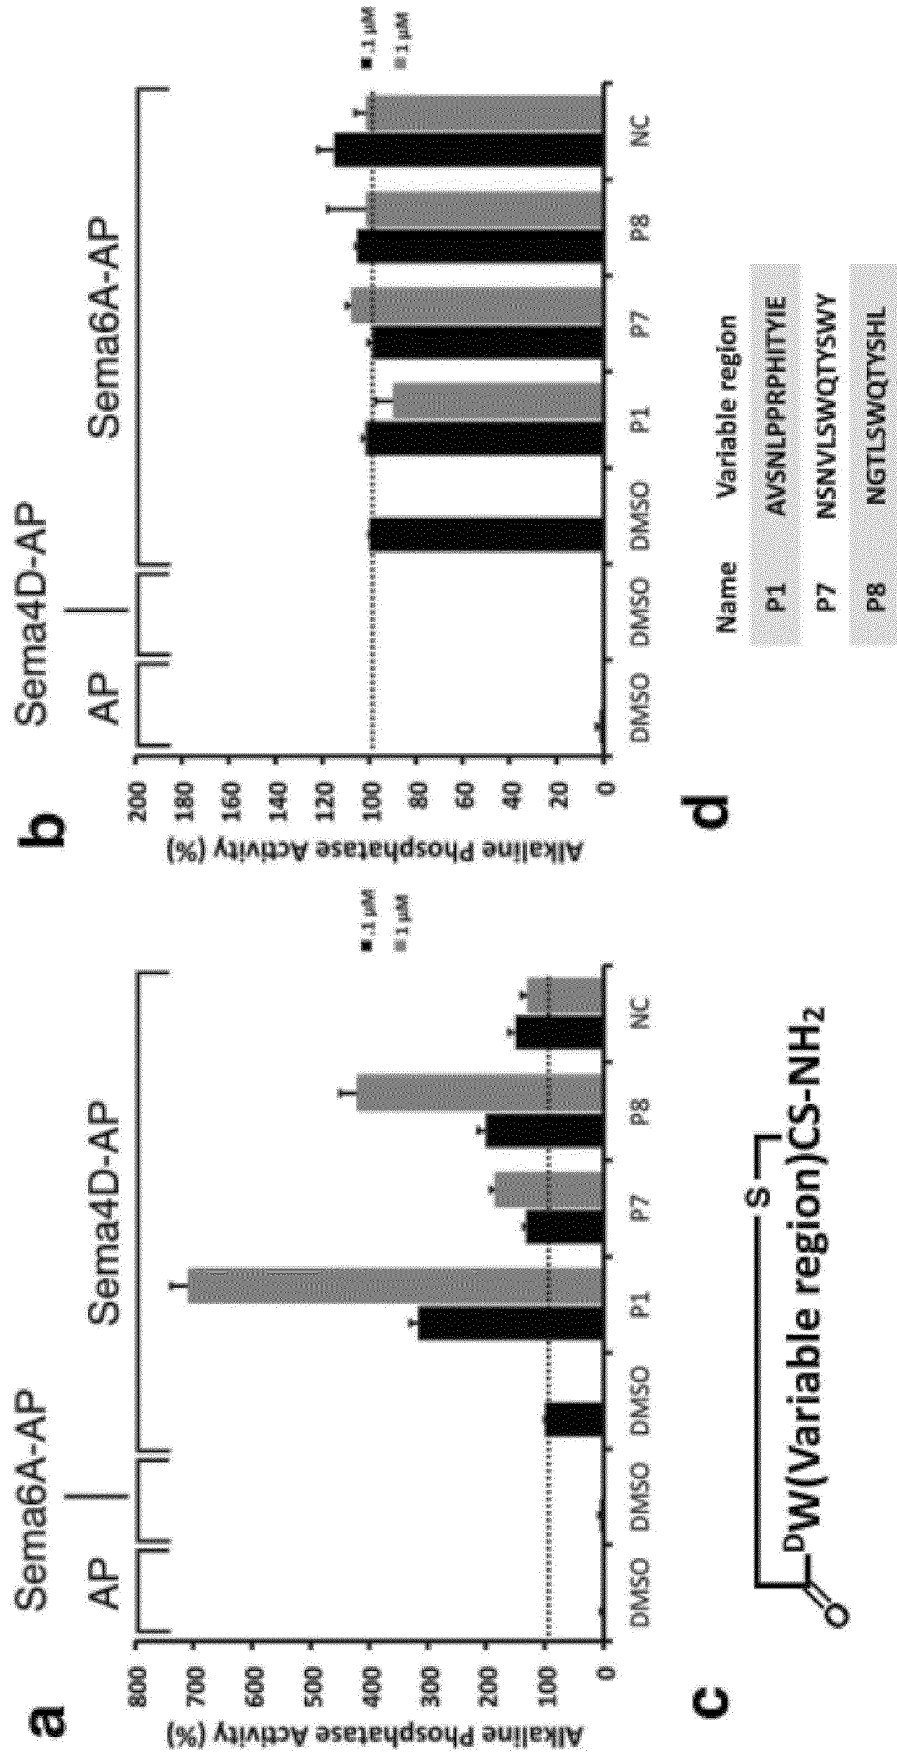 a
Sema6A-AP
AP
Sema4D-AP
Alkaline Phosphatase Activity (%)
800
700
600
500
400
300
200
100
0
DMSO
DMSO
DMSO
P1
P7
P8
NC
.1 μM
1 μM
b
Sema4D-AP
AP
Sema6A-AP
Alkaline Phosphatase Activity (%)
200
180
160
140
120
100
80
60
40
20
0
DMSO
DMSO
DMSO
P1
P7
P8
NC
.1 μM
1 μM
c
S
O
DW(Variable region)CS-NH2
d
Name Variable region
P1 AVSNLPPRPHITYIE
P7 NSNVLSWQTYSWY
P8 NGTLSWQTYSHL